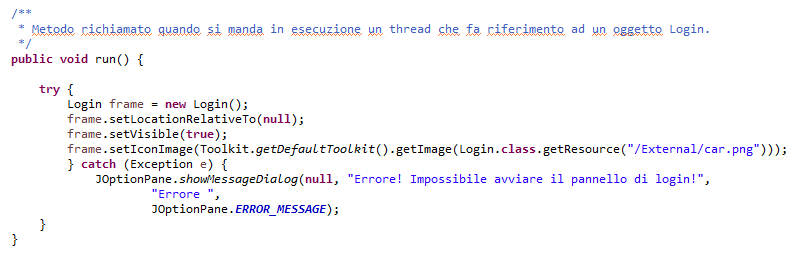 /**
 * Metodo richiamato quando si manda in esecuzione un thread che fa riferimento ad un oggetto Login.
 */
public void run() {
try {
Login frame = new Login();
frame.setLocationRelativeTo(null);
frame.setVisible(true);
frame.setIconImage(Toolkit.getDefaultToolkit().getImage(Login.class.getResource("/External/car.png")));
} catch (Exception e) {
JOptionPane.showMessageDialog(null, "Errore! Impossibile avviare il pannello di login!",
"Errore ",
JOptionPane.ERROR_MESSAGE);
}
}